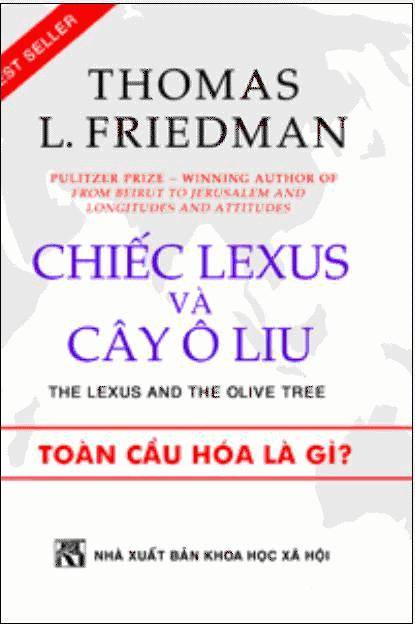 EST SELLER
THOMAS
L. FRIEDMAN
PULITZER PRIZE – WINNING AUTHOR OF
FROM BEIRUT TO JERUSALEM AND
LONGITUDES AND ATTITUDES
CHIẾC LEXUS
VÀ
CÂY Ô LIU
THE LEXUS AND THE OLIVE TREE
TOÀN CẦU HÓA LÀ GÌ?
NHÀ XUẤT BẢN KHOA HỌC XÃ HỘI